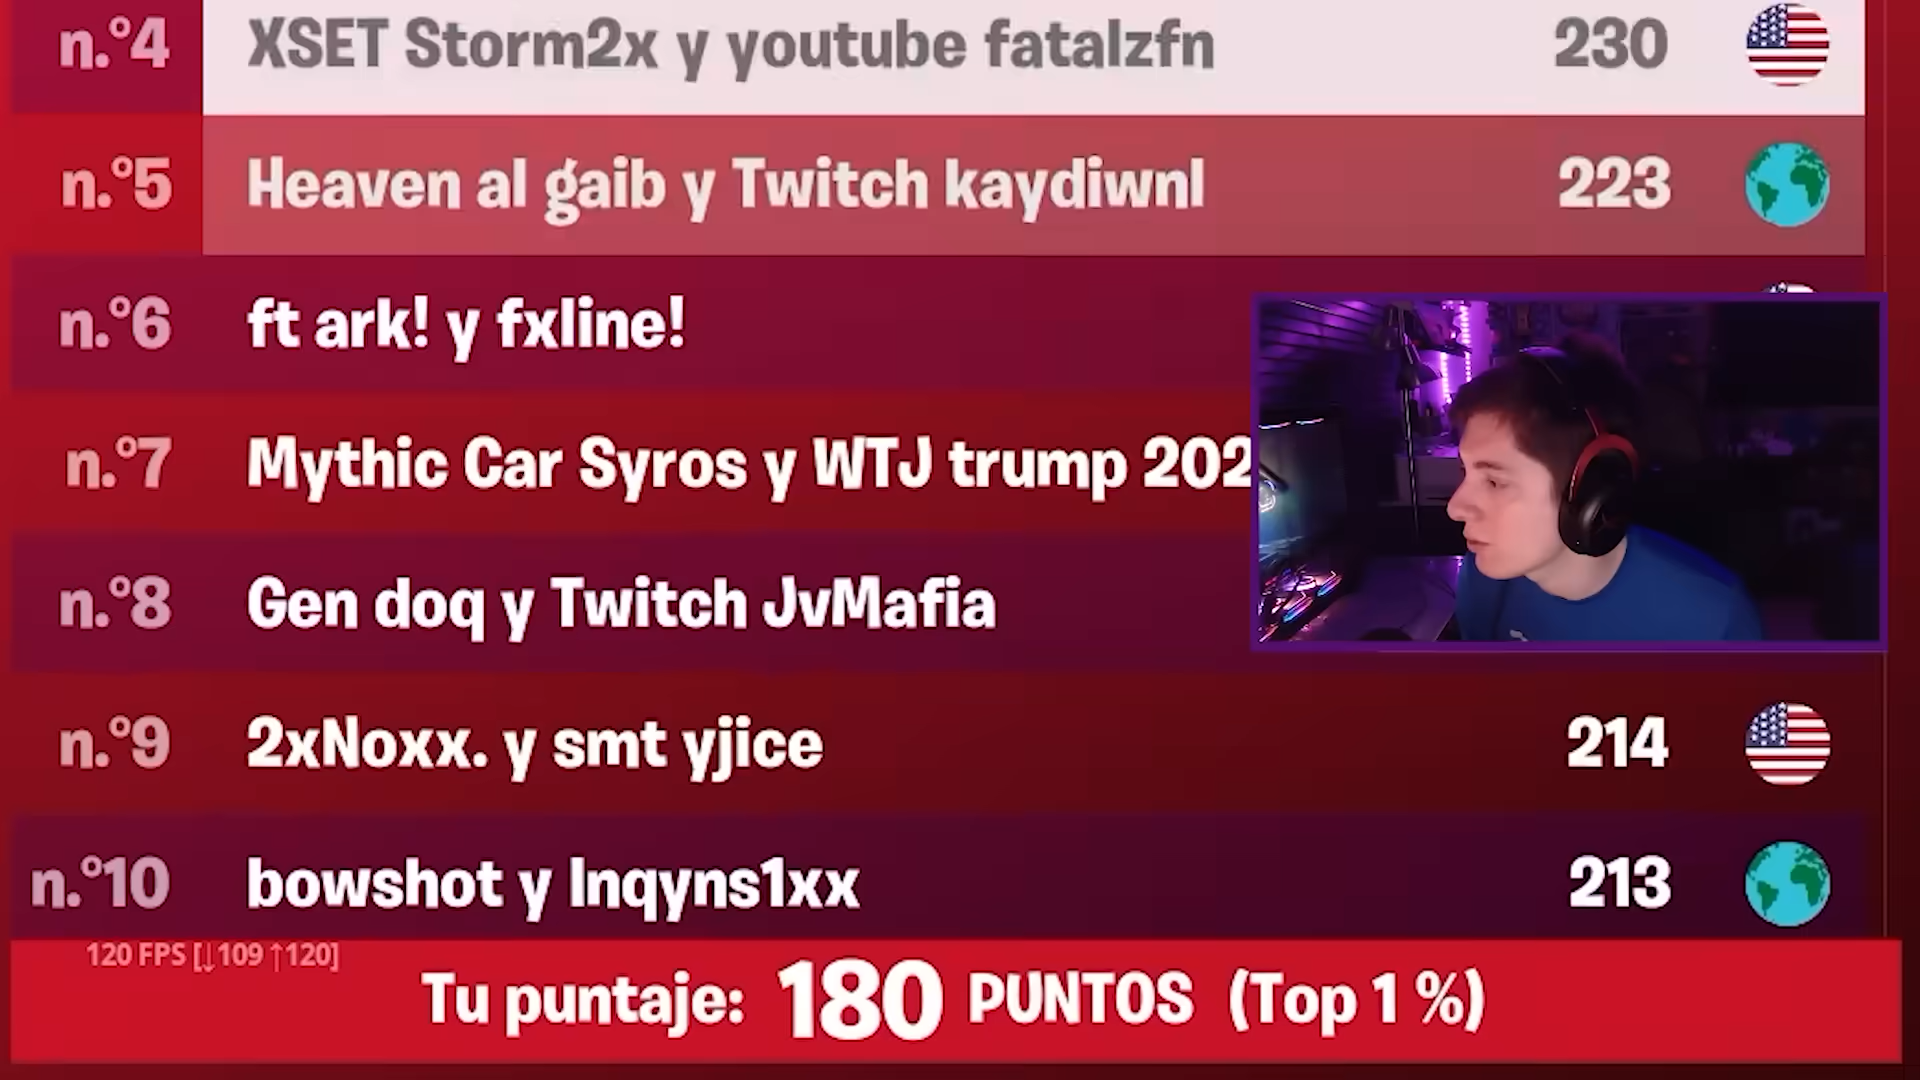 n.°4 XSET Storm2x y youtube fatalzfn 230
n.°5 Heaven al gaib y Twitch kaydiwnl 223
n.°6 ft ark! y fxline!
n.°7 Mythic Car Syros y WTJ trump 202
n.°8 Gen doq y Twitch JvMafia
n.°9 2xNoxx. y smt yjice 214
n.°10 bowshot y lnqyns1xx 213
120 FPS [↓109 ↑120]
Tu puntaje: 180 PUNTOS (Top 1 %)